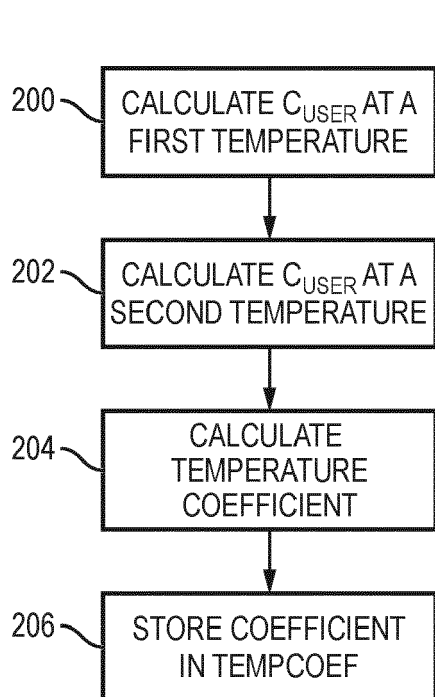 200
CALCULATE C_USER AT A
FIRST TEMPERATURE
202
CALCULATE C_USER AT A
SECOND TEMPERATURE
204
CALCULATE
TEMPERATURE
COEFFICIENT
206
STORE COEFFICIENT
IN TEMPCOEF